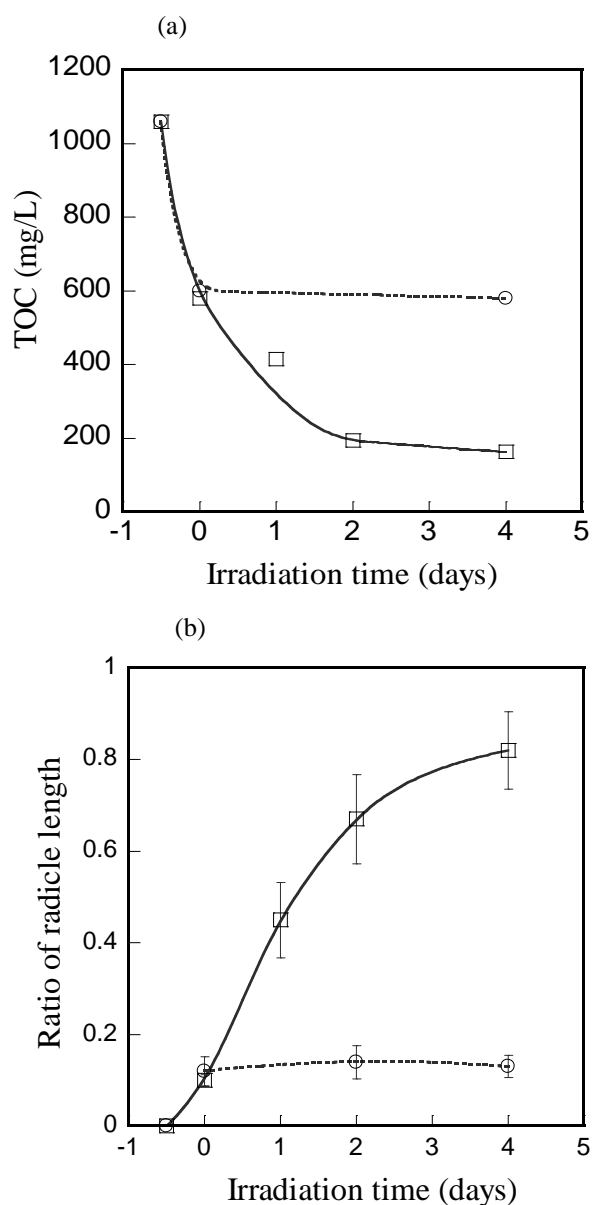 (a)
1200
1000
800
600
400
200
0
TOC (mg/L)
-1 0 1 2 3 4 5
Irradiation time (days)
(b)
1
0.8
0.6
0.4
0.2
0
Ratio of radicle length
-1 0 1 2 3 4 5
Irradiation time (days)